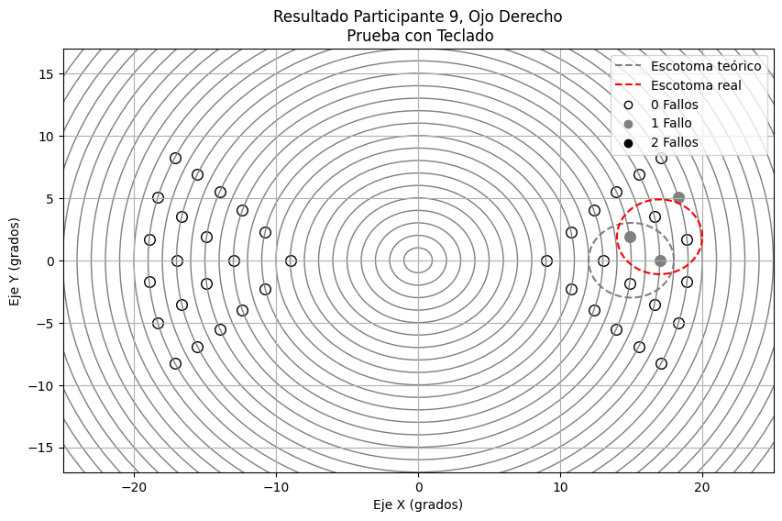 Resultado Participante 9, Ojo Derecho
Prueba con Teclado
Escotoma teórico
Escotoma real
0 Fallos
1 Fallo
2 Fallos
Eje Y (grados)
15
10
5
0
−5
−10
−15
−20
−10
0
10
20
Eje X (grados)